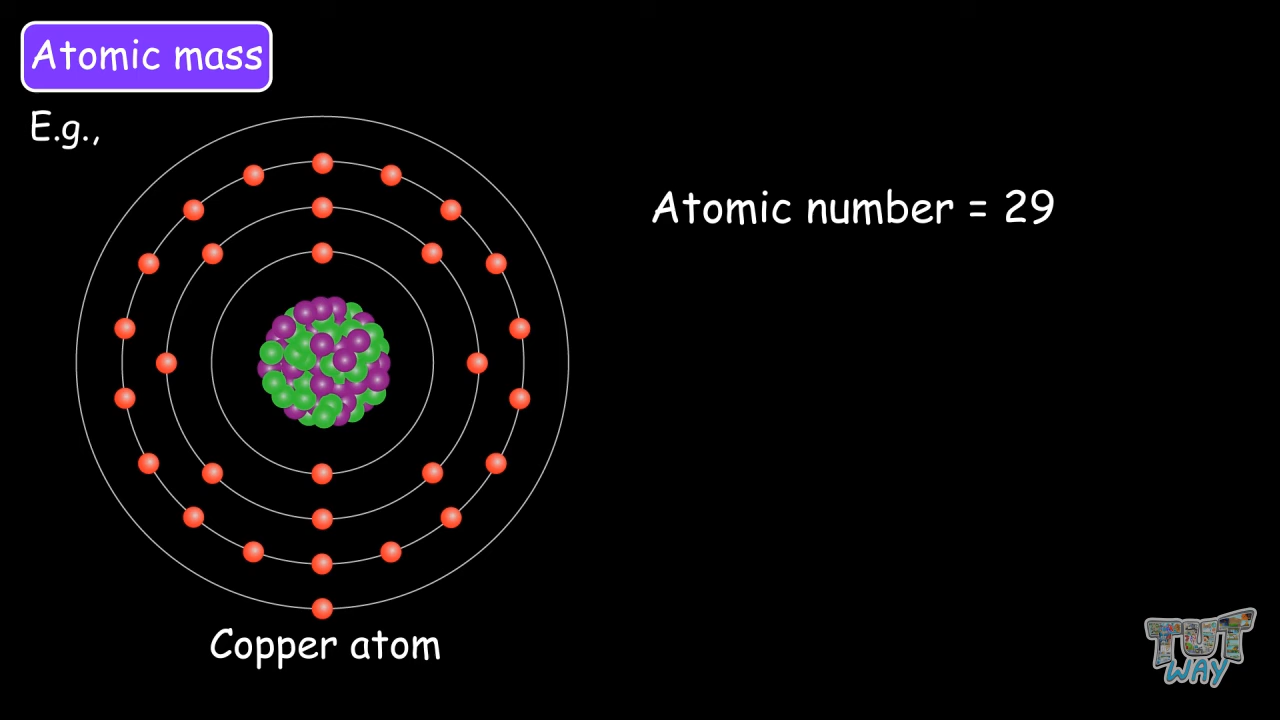 Atomic mass
E.g.,
Atomic number = 29
Copper atom
TUT
WAY